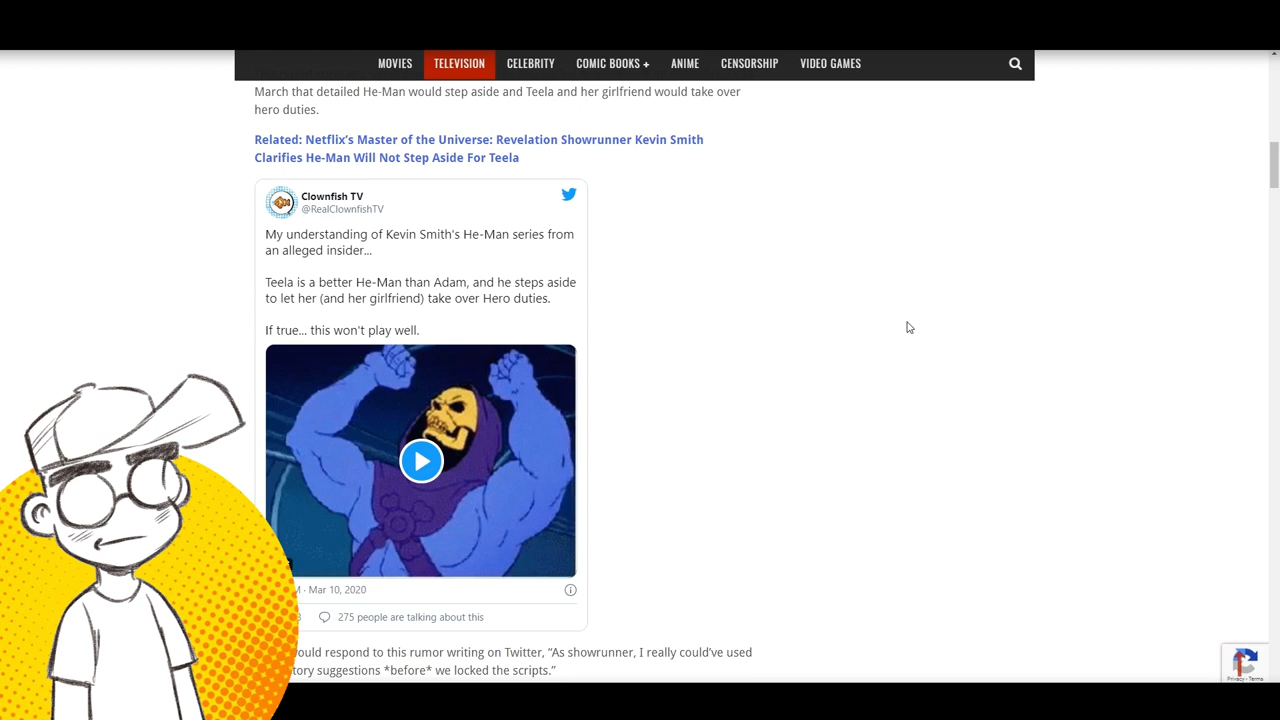 MOVIES TELEVISION CELEBRITY COMIC BOOKS + ANIME CENSORSHIP VIDEO GAMES
March that detailed He-Man would step aside and Teela and her girlfriend would take over
hero duties.
Related: Netflix's Master of the Universe: Revelation Showrunner Kevin Smith
Clarifies He-Man Will Not Step Aside For Teela
Clownfish TV
@RealClownfishTV
My understanding of Kevin Smith's He-Man series from
an alleged insider...
Teela is a better He-Man than Adam, and he steps aside
to let her (and her girlfriend) take over Hero duties.
If true... this won't play well.
M · Mar 10, 2020
275 people are talking about this
ould respond to this rumor writing on Twitter, “As showrunner, I really could’ve used
tory suggestions *before* we locked the scripts.”
Privacy - Terms